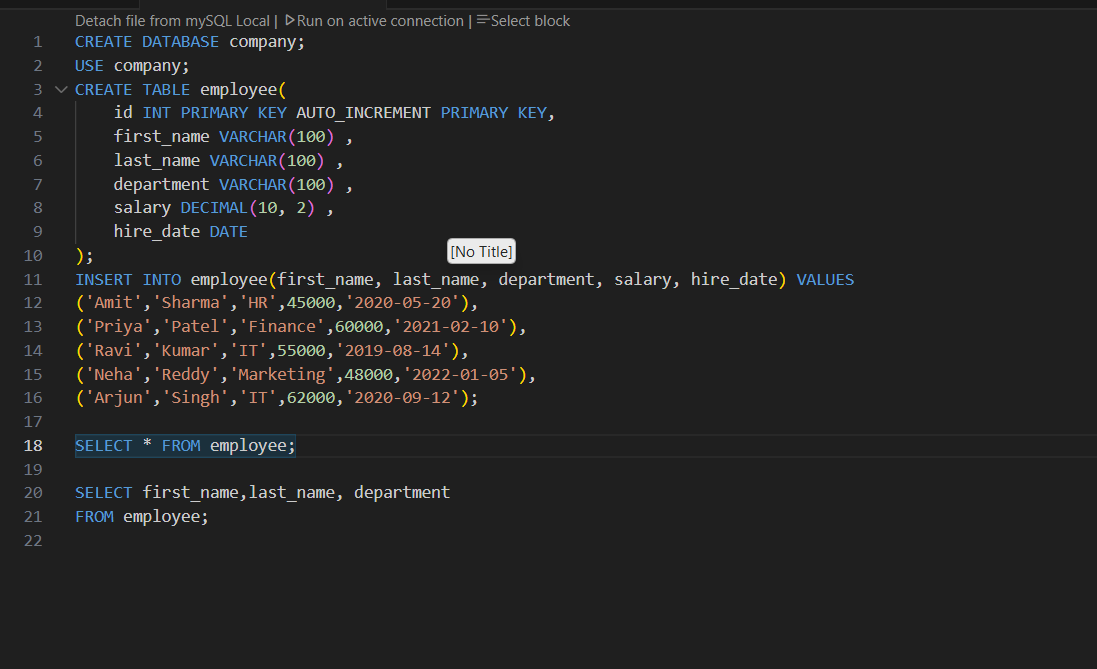 Detach file from mySQL Local | ▷Run on active connection | Select block
1 CREATE DATABASE company;
2 USE company;
3 CREATE TABLE employee(
4 id INT PRIMARY KEY AUTO_INCREMENT PRIMARY KEY,
5 first_name VARCHAR(100) ,
6 last_name VARCHAR(100) ,
7 department VARCHAR(100) ,
8 salary DECIMAL(10, 2) ,
9 hire_date DATE
10 );
[No Title]
11 INSERT INTO employee(first_name, last_name, department, salary, hire_date) VALUES
12 ('Amit','Sharma','HR',45000,'2020-05-20'),
13 ('Priya','Patel','Finance',60000,'2021-02-10'),
14 ('Ravi','Kumar','IT',55000,'2019-08-14'),
15 ('Neha','Reddy','Marketing',48000,'2022-01-05'),
16 ('Arjun','Singh','IT',62000,'2020-09-12');
17
18 SELECT * FROM employee;
19
20 SELECT first_name,last_name, department
21 FROM employee;
22